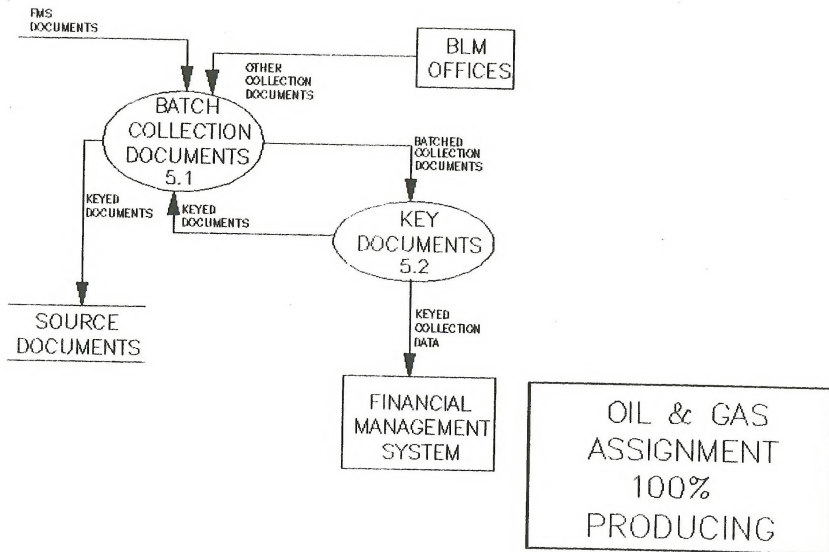 FMS
DOCUMENTS
BLM
OFFICES
OTHER
COLLECTION
DOCUMENTS
BATCH
COLLECTION
DOCUMENTS
5.1
BATCHED
COLLECTION
DOCUMENTS
KEYED
DOCUMENTS
KEYED
DOCUMENTS
KEY
DOCUMENTS
5.2
SOURCE
DOCUMENTS
KEYED
COLLECTION
DATA
FINANCIAL
MANAGEMENT
SYSTEM
OIL & GAS
ASSIGNMENT
100%
PRODUCING